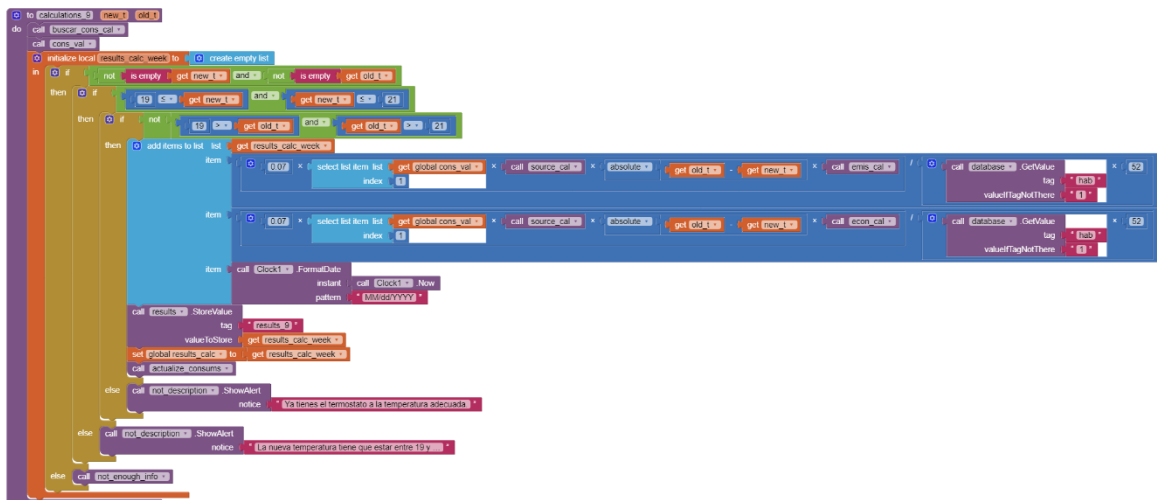 to calculations_9 new_t old_t
do call buscar_cons_cal
call cons_val
initialize local results_calc_week to create empty list
in if not is empty get new_t and not is empty get old_t
then if 19 ≤ get new_t and get new_t ≤ 21
then if not 19 > get old_t and get old_t > 21
then add items to list list get results_calc_week
item 0.07 × select list item list get global cons_val × call source_cal × absolute get old_t - get new_t × call emis_cal / call database .GetValue × 52
index 1 tag " hab "
valueIfTagNotThere " 1 "
item 0.07 × select list item list get global cons_val × call source_cal × absolute get old_t - get new_t × call econ_cal / call database .GetValue × 52
index 1 tag " hab "
valueIfTagNotThere " 1 "
item call Clock1 .FormatDate
instant call Clock1 .Now
pattern " MM/dd/YYYY "
call results .StoreValue
tag " results_9 "
valueToStore get results_calc_week
set global results_calc to get results_calc_week
call actualize_consums
else call not_description .ShowAlert
notice " Ya tienes el termostato a la temperatura adecuada "
else call not_description .ShowAlert
notice " La nueva temperatura tiene que estar entre 19 y "
else call not_enough_info